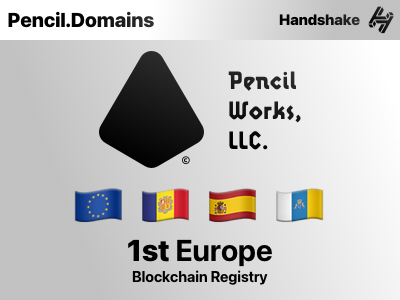 Pencil.Domains
Handshake
Pencil
Works,
LLC.
©
1st Europe
Blockchain Registry